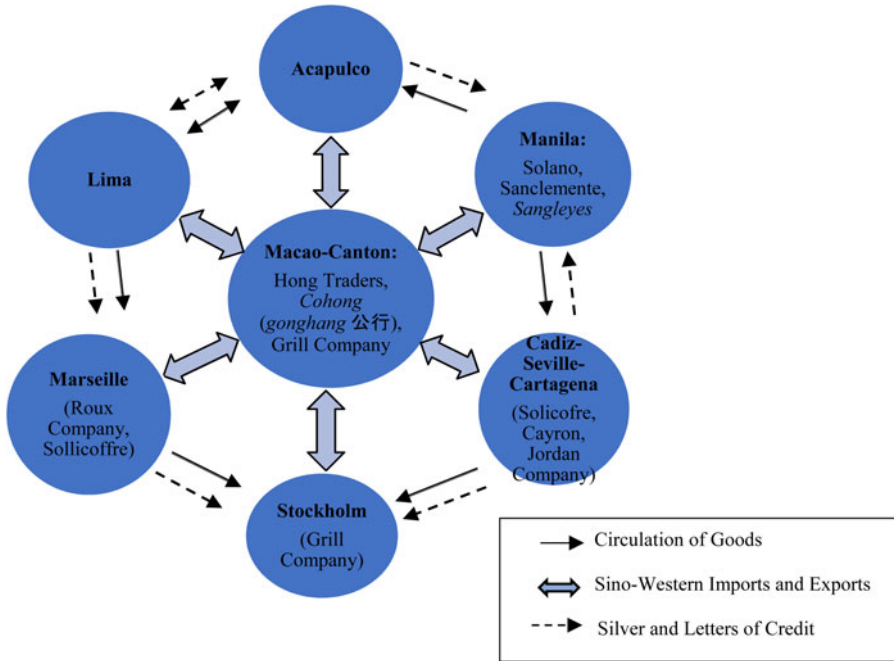 Acapulco
Manila:
Solano,
Sanclemente,
Sangleyes
Lima
Macao-Canton:
Hong Traders,
Cohong
(gonghang 公行),
Grill Company
Cadiz-
Seville-
Cartagena
(Solicofre,
Cayron,
Jordan
Company)
Marseille
(Roux
Company,
Sollicoffre)
Stockholm
(Grill
Company)
Circulation of Goods
Sino-Western Imports and Exports
Silver and Letters of Credit